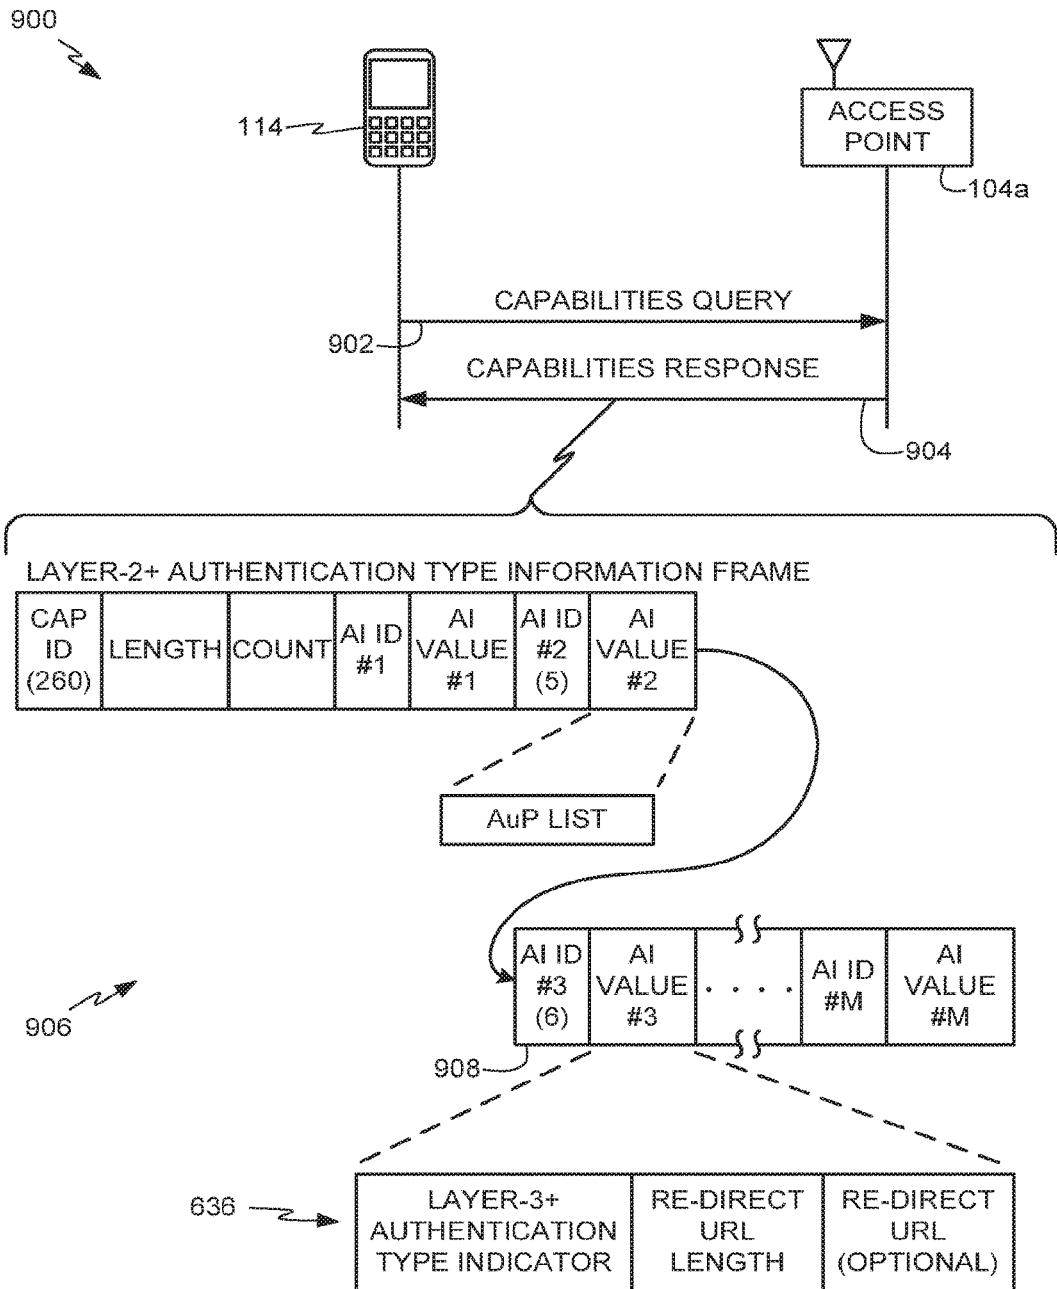 900
114
ACCESS
POINT
104a
CAPABILITIES QUERY
902
CAPABILITIES RESPONSE
904
LAYER-2+ AUTHENTICATION TYPE INFORMATION FRAME
CAP
ID
(260)
LENGTH
COUNT
AI ID
#1
AI
VALUE
#1
AI ID
#2
(5)
AI
VALUE
#2
AuP LIST
906
AI ID
#3
(6)
AI
VALUE
#3
. . . . .
AI ID
#M
AI
VALUE
#M
908
636
LAYER-3+
AUTHENTICATION
TYPE INDICATOR
RE-DIRECT
URL
LENGTH
RE-DIRECT
URL
(OPTIONAL)